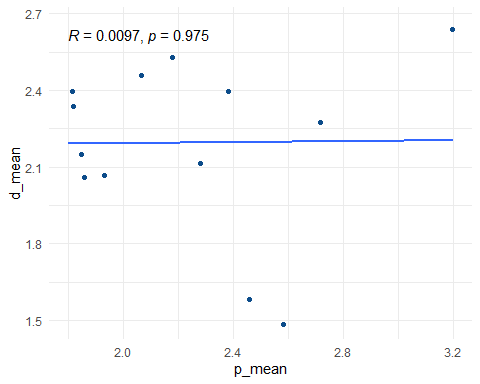 R = 0.0097, p = 0.975
2.7
2.4
2.1
1.8
1.5
d_mean
2.0 2.4 2.8 3.2
p_mean